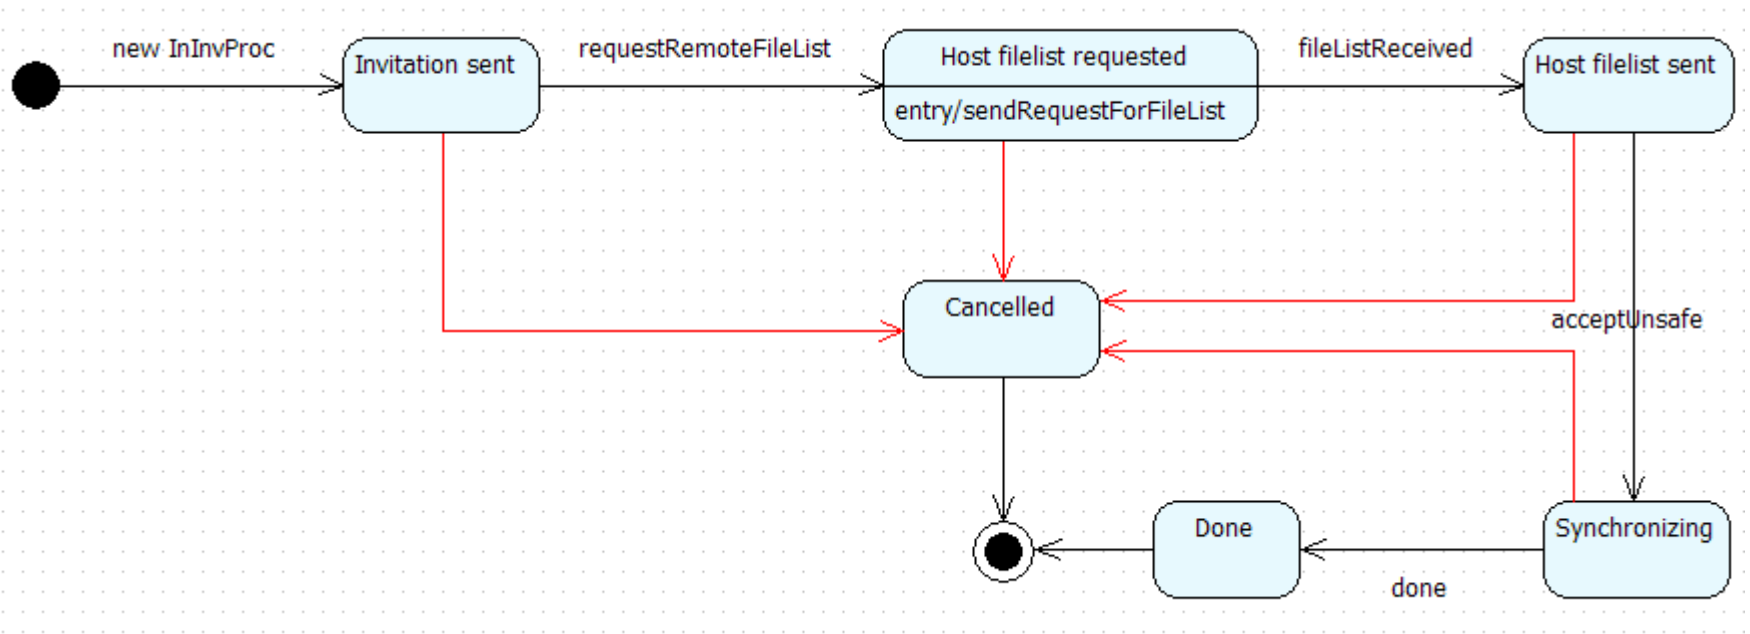 new InInvProc
Invitation sent
requestRemoteFileList
Host filelist requested
entry/sendRequestForFileList
fileListReceived
Host filelist sent
Cancelled
acceptUnsafe
Done
done
Synchronizing